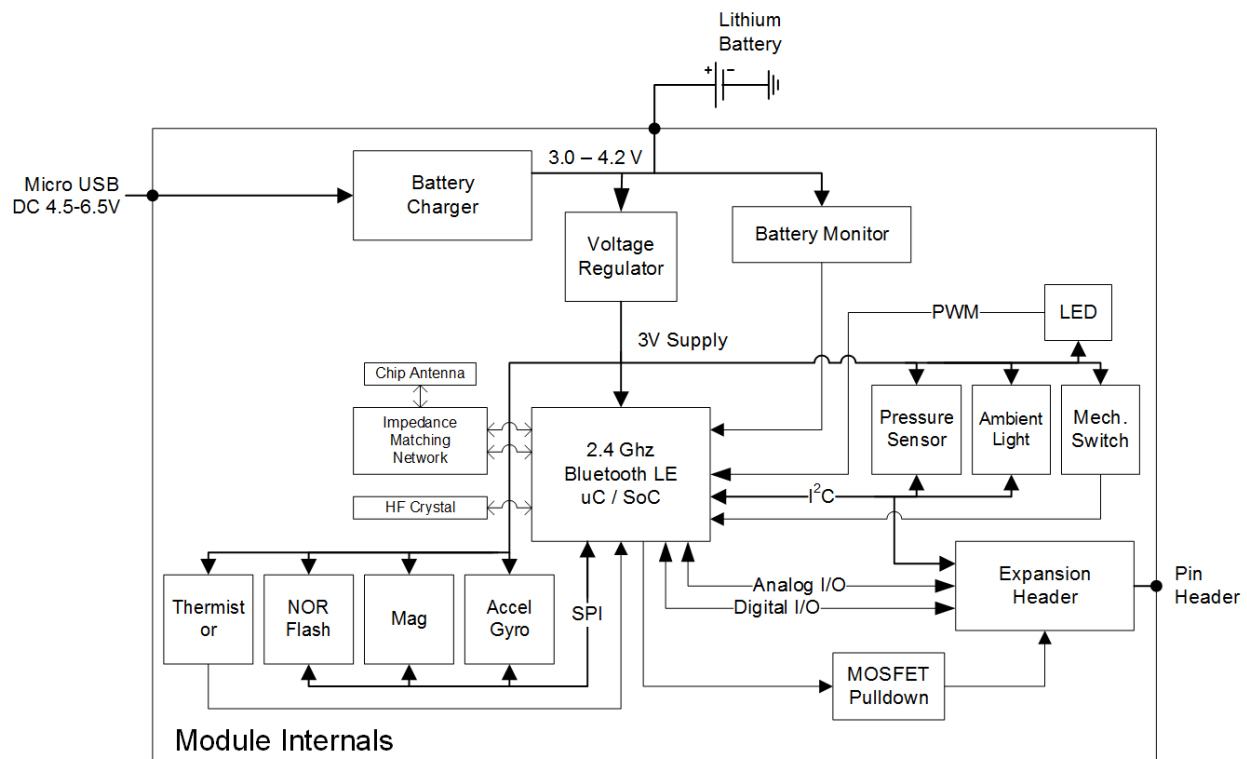 Lithium
Battery
+
–
3.0 – 4.2 V
Micro USB
DC 4.5-6.5V
Battery
Charger
Voltage
Regulator
Battery Monitor
PWM
LED
3V Supply
Chip Antenna
Impedance
Matching
Network
HF Crystal
2.4 Ghz
Bluetooth LE
uC / SoC
Pressure
Sensor
Ambient
Light
Mech.
Switch
I²C
Thermist
or
NOR
Flash
Mag
Accel
Gyro
SPI
Analog I/O
Digital I/O
Expansion
Header
Pin
Header
MOSFET
Pulldown
Module Internals